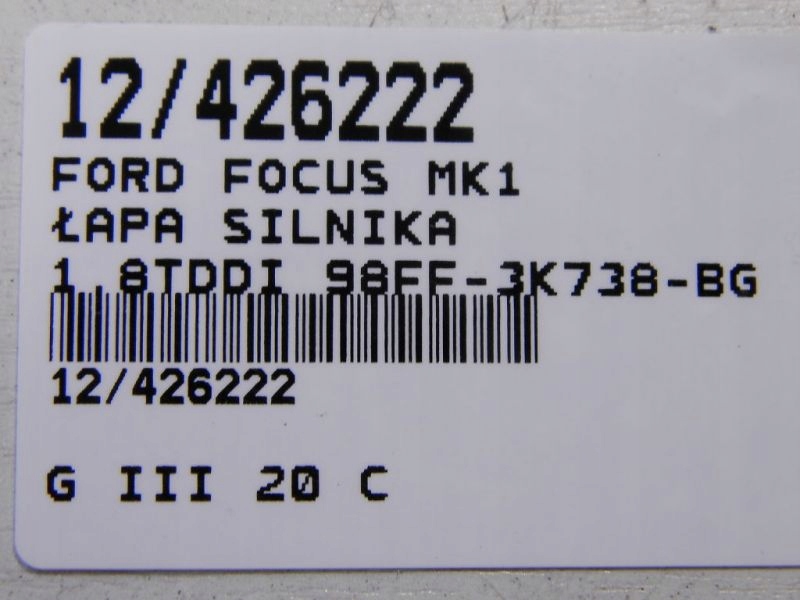 12/426222
FORD FOCUS MK1
ŁAPA SILNIKA
1.8TDDI 98FF-3K738-BG
12/426222
G III 20 C